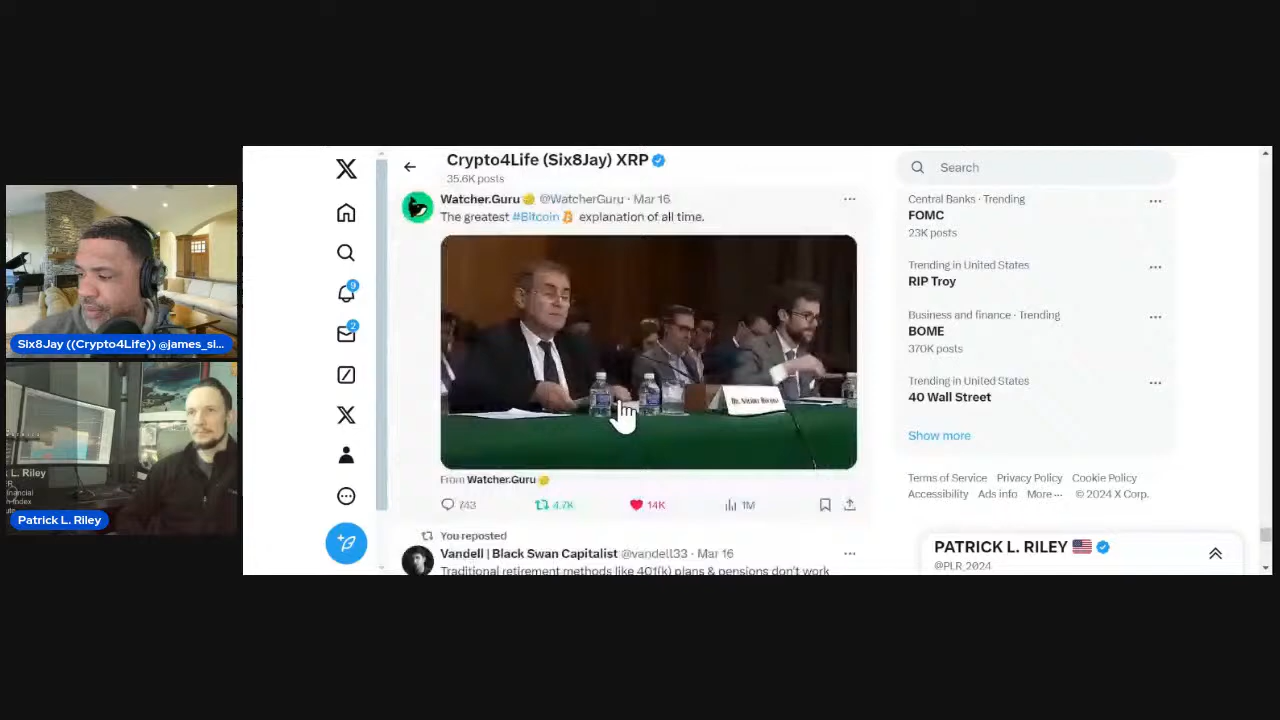 Six8Jay ((Crypto4Life)) @james_si...
L. Riley
Patrick L. Riley
Crypto4Life (Six8Jay) XRP
35.6K posts
Watcher.Guru @WatcherGuru · Mar 16
The greatest #Bitcoin explanation of all time.
From Watcher.Guru
743 4.7K 14K 1M
You reposted
Vandell | Black Swan Capitalist @vandell33 · Mar 16
Traditional retirement methods like 401(k) plans & pensions don't work
9
2
Search
Central Banks · Trending
FOMC
23K posts
Trending in United States
RIP Troy
Business and finance · Trending
BOME
370K posts
Trending in United States
40 Wall Street
Show more
Terms of Service Privacy Policy Cookie Policy
Accessibility Ads info More ··· © 2024 X Corp.
PATRICK L. RILEY
@PLR_2024